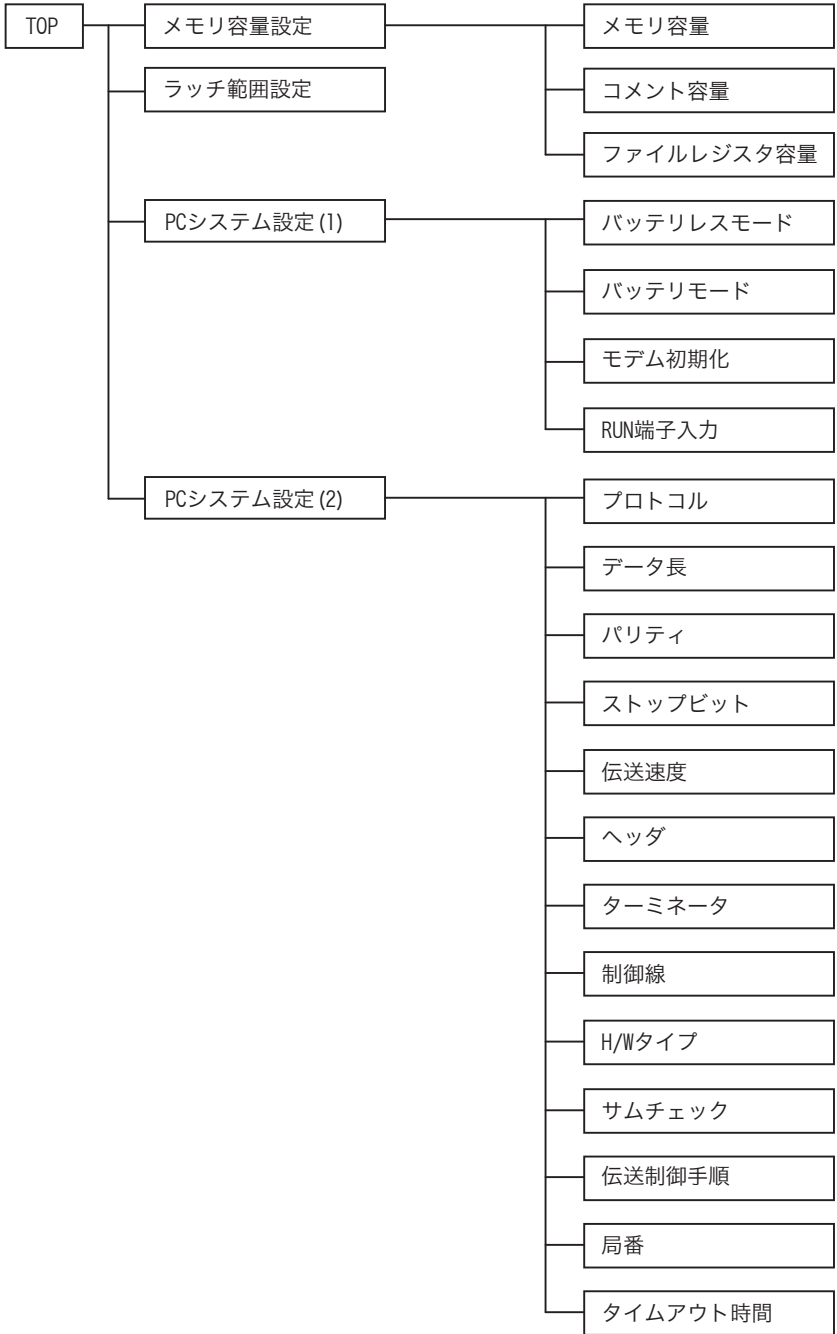 TOP
メモリ容量設定
メモリ容量
コメント容量
ファイルレジスタ容量
ラッチ範囲設定
PCシステム設定(1)
バッテリレスモード
バッテリモード
モデム初期化
RUN端子入力
PCシステム設定(2)
プロトコル
データ長
パリティ
ストップビット
伝送速度
ヘッダ
ターミネータ
制御線
H/Wタイプ
サムチェック
伝送制御手順
局番
タイムアウト時間